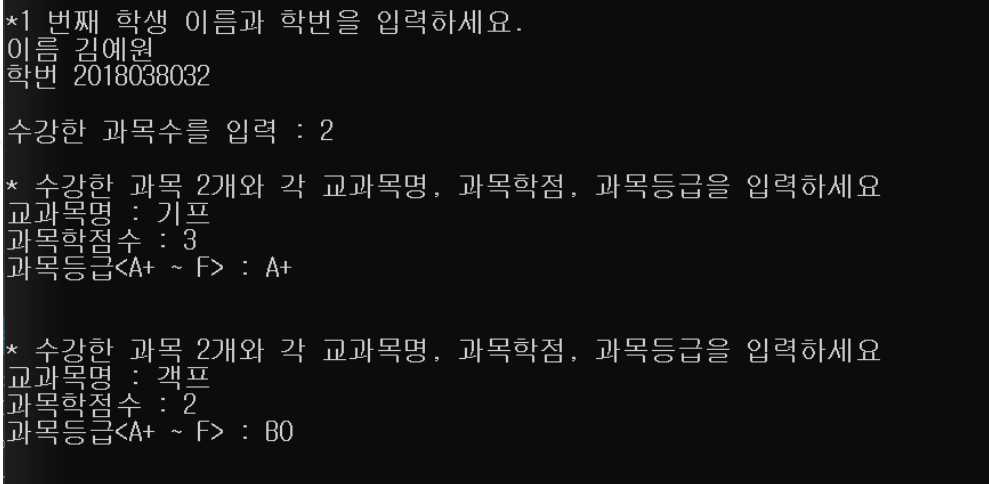 *1 번째 학생 이름과 학번을 입력하세요.
이름 김예원
학번 2018038032
수강한 과목수를 입력 : 2
* 수강한 과목 2개와 각 교과목명, 과목학점, 과목등급을 입력하세요
교과목명 : 기프
과목학점수 : 3
과목등급<A+ ~ F> : A+
* 수강한 과목 2개와 각 교과목명, 과목학점, 과목등급을 입력하세요
교과목명 : 객프
과목학점수 : 2
과목등급<A+ ~ F> : B0